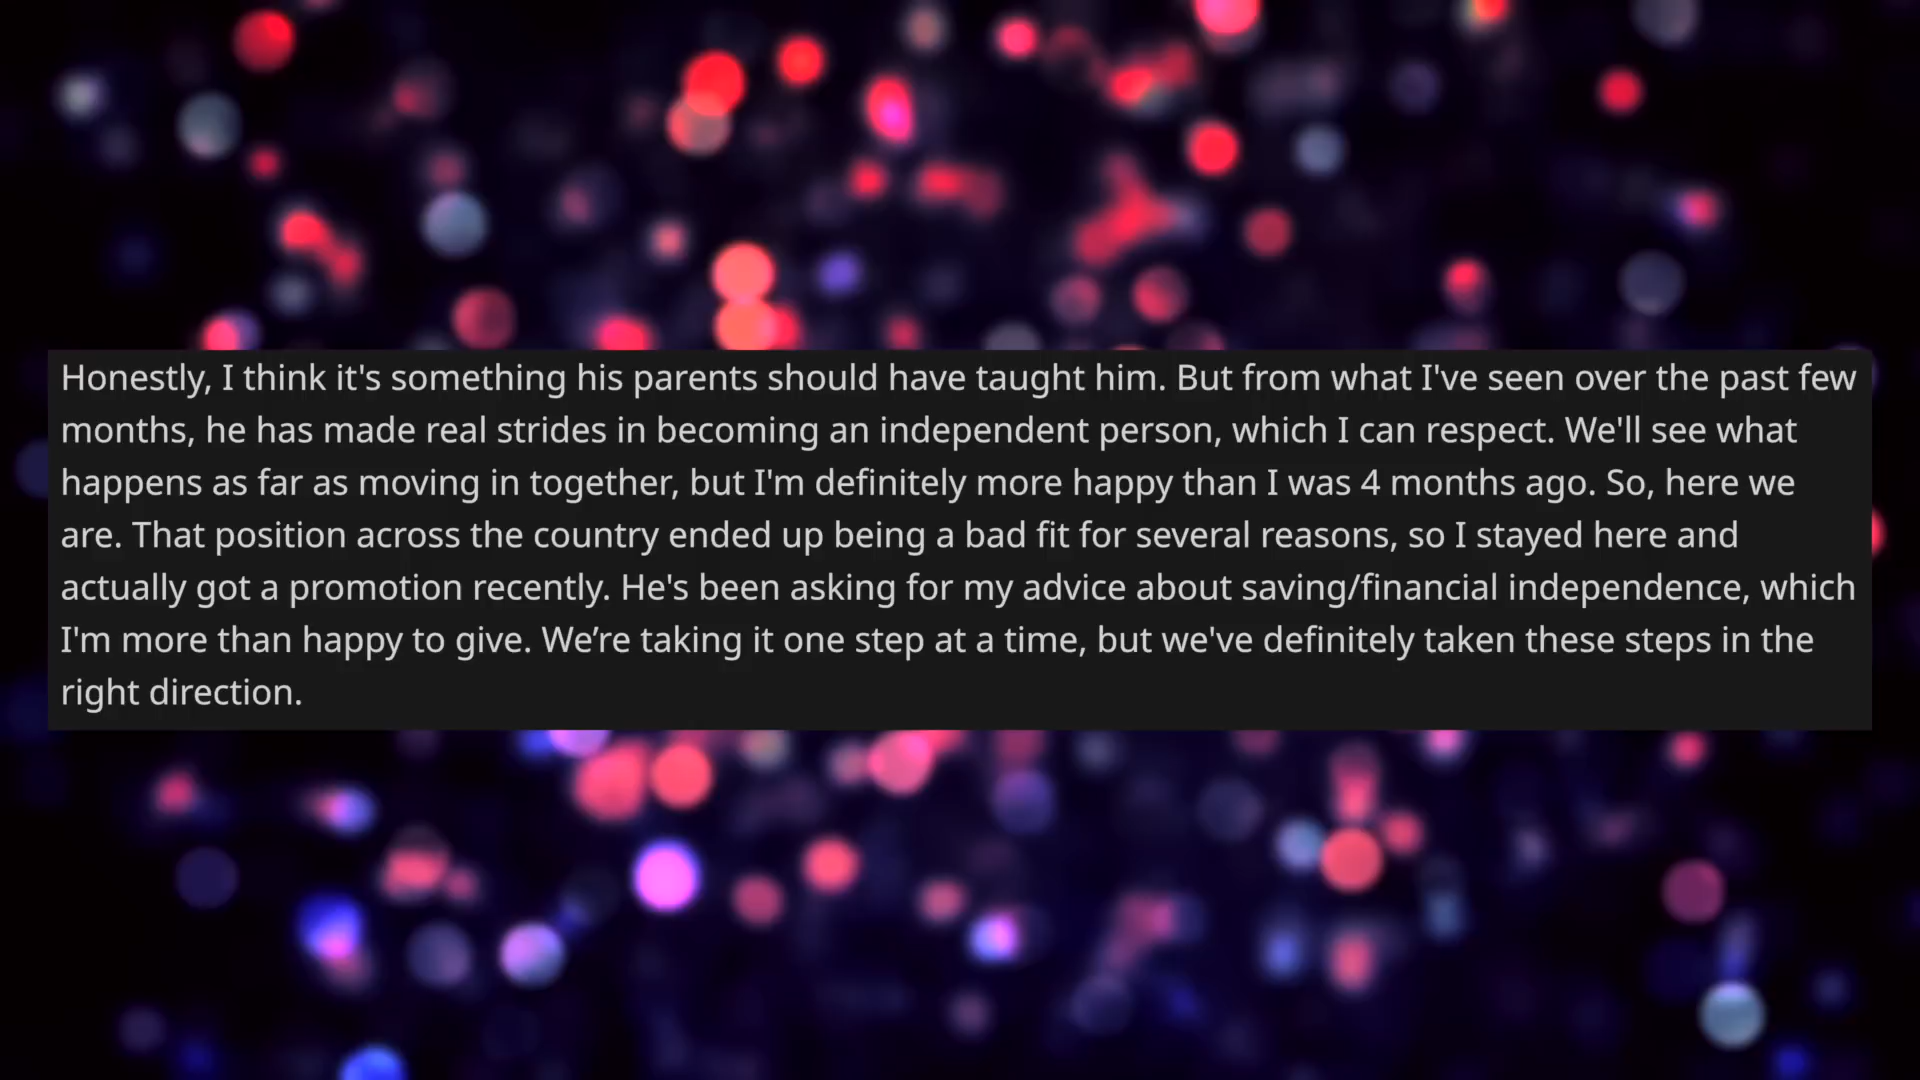 Honestly, I think it's something his parents should have taught him. But from what I've seen over the past few
months, he has made real strides in becoming an independent person, which I can respect. We'll see what
happens as far as moving in together, but I'm definitely more happy than I was 4 months ago. So, here we
are. That position across the country ended up being a bad fit for several reasons, so I stayed here and
actually got a promotion recently. He's been asking for my advice about saving/financial independence, which
I'm more than happy to give. We’re taking it one step at a time, but we've definitely taken these steps in the
right direction.